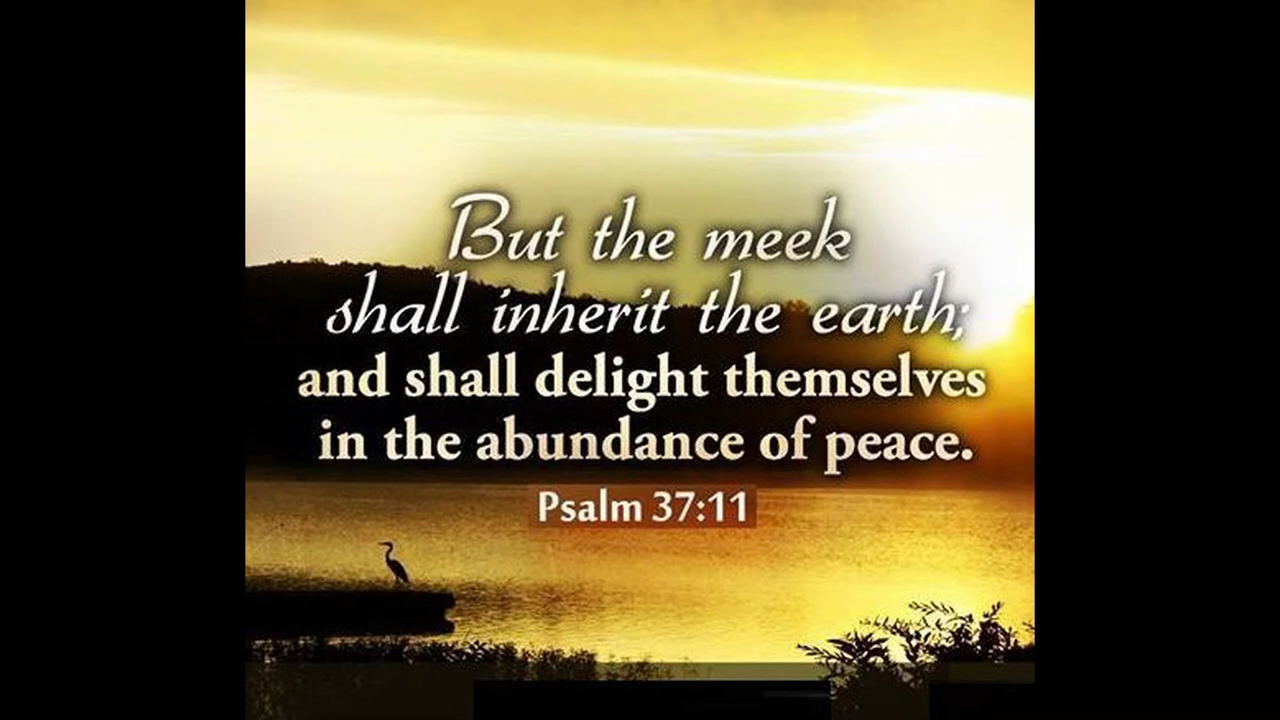 But the meek
shall inherit the earth;
and shall delight themselves
in the abundance of peace.
Psalm 37:11